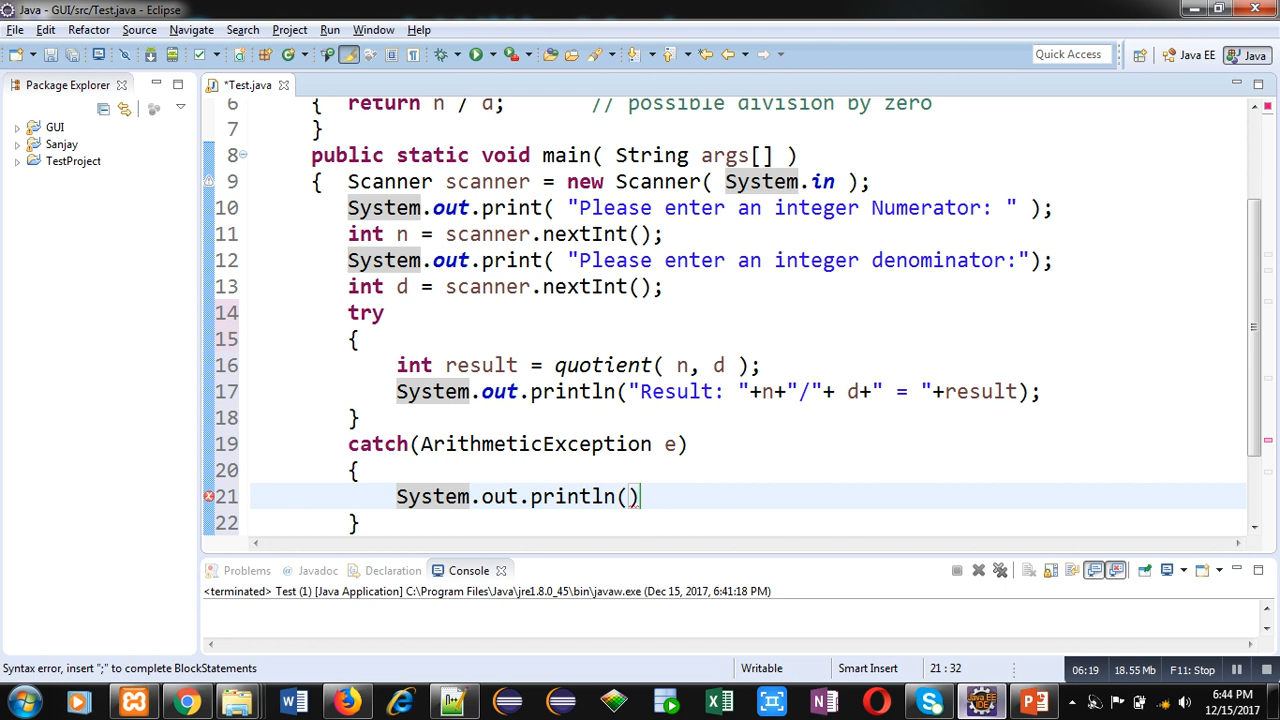 Java - GUI/src/Test.java - Eclipse
File Edit Refactor Source Navigate Search Project Run Window Help
Quick Access Java EE Java
Package Explorer *Test.java
GUI
Sanjay
TestProject
6 { return n / d; // possible division by zero
7 }
8 public static void main( String args[] )
9 { Scanner scanner = new Scanner( System.in );
10 System.out.print( "Please enter an integer Numerator: " );
11 int n = scanner.nextInt();
12 System.out.print( "Please enter an integer denominator:");
13 int d = scanner.nextInt();
14 try
15 {
16 int result = quotient( n, d );
17 System.out.println("Result: "+n+"/"+ d+" = "+result);
18 }
19 catch(ArithmeticException e)
20 {
21 System.out.println()
22 }
Problems Javadoc Declaration Console
<terminated> Test (1) [Java Application] C:\Program Files\Java\jre1.8.0_45\bin\javaw.exe (Dec 15, 2017, 6:41:18 PM)
Syntax error, insert ";" to complete BlockStatements Writable Smart Insert 21 : 32 06:19 18.55 Mb F11: Stop
6:44 PM
12/15/2017